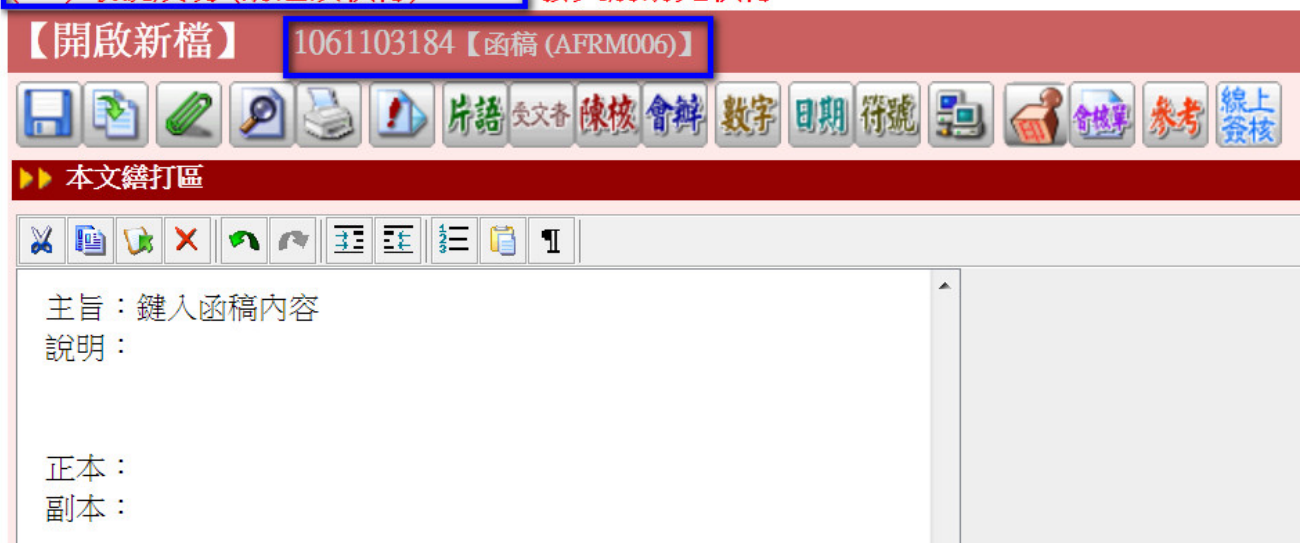 【開啟新檔】 1061103184【函稿(AFRM006)】
片語 受文者 陳核 會辦 數字 日期 符號 會核單 參考 線上簽核
本文繕打區
主旨：鍵入函稿內容
說明：
正本：
副本：